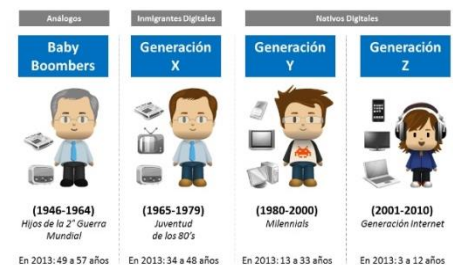 Análogos
Inmigrantes Digitales
Nativos Digitales
Baby
Boombers
Generación
X
Generación
Y
Generación
Z
(1946-1964)
Hijos de la 2° Guerra
Mundial
(1965-1979)
Juventud
de los 80's
(1980-2000)
Milennials
(2001-2010)
Generación Internet
En 2013: 49 a 57 años
En 2013: 34 a 48 años
En 2013: 13 a 33 años
En 2013: 3 a 12 años